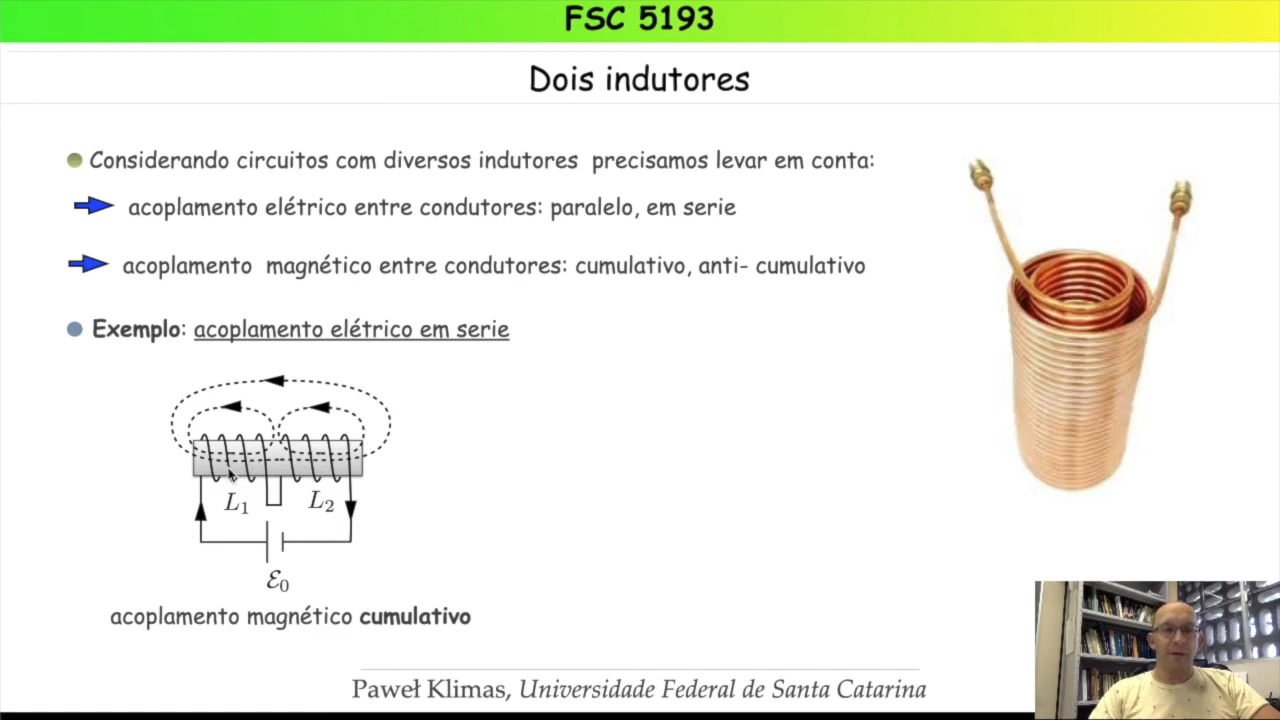 FSC 5193
Dois indutores
Considerando circuitos com diversos indutores precisamos levar em conta:
acoplamento elétrico entre condutores: paralelo, em serie
acoplamento magnético entre condutores: cumulativo, anti- cumulativo
Exemplo: acoplamento elétrico em serie
L₁ L₂
ℰ₀
acoplamento magnético cumulativo
Paweł Klimas, Universidade Federal de Santa Catarina